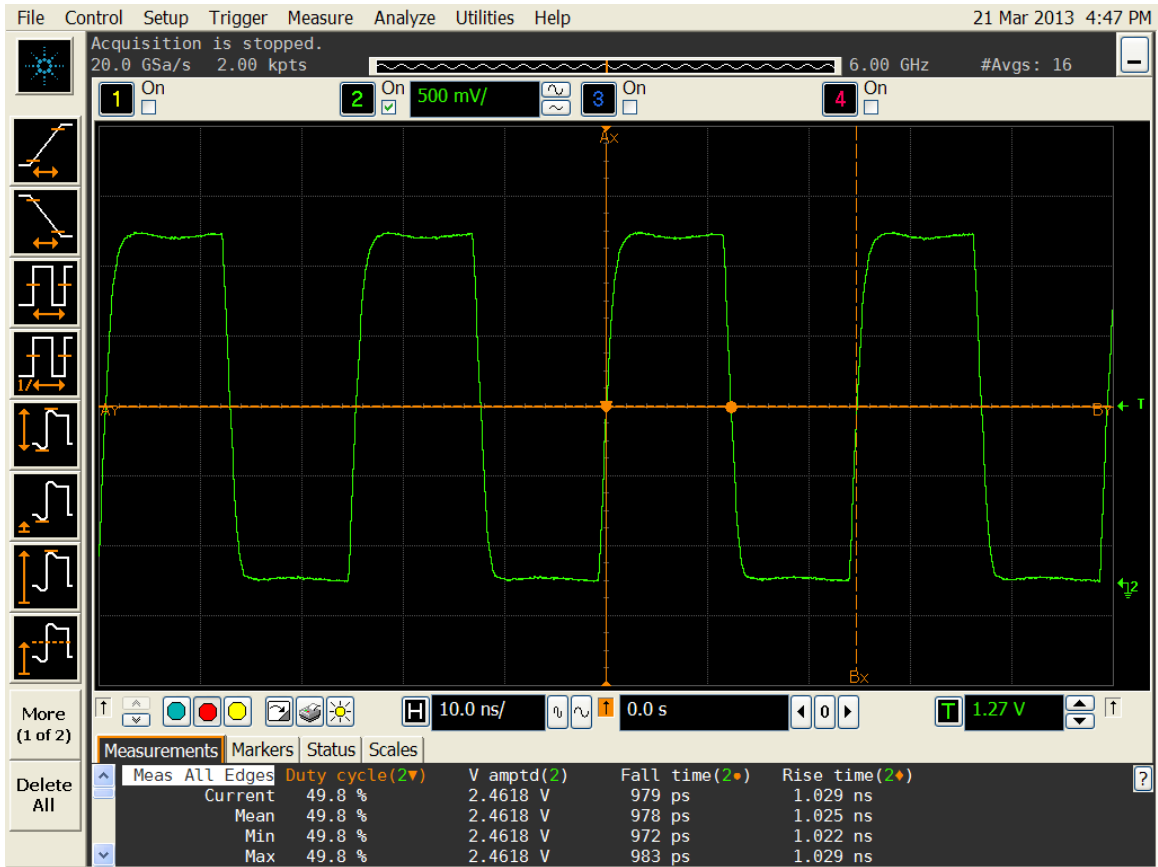 File Control Setup Trigger Measure Analyze Utilities Help 21 Mar 2013 4:47 PM
Acquisition is stopped.
20.0 GSa/s 2.00 kpts 6.00 GHz #Avgs: 16
1 On 2 On 500 mV/ 3 On 4 On
Ax
AY By T
1/
2
Bx
More
(1 of 2)
Delete
All
H 10.0 ns/ 0.0 s 0 T 1.27 V
Measurements Markers Status Scales
Meas All Edges Duty cycle(2▼) V amptd(2) Fall time(2●) Rise time(2♦) ?
Current 49.8 % 2.4618 V 979 ps 1.029 ns
Mean 49.8 % 2.4618 V 978 ps 1.025 ns
Min 49.8 % 2.4618 V 972 ps 1.022 ns
Max 49.8 % 2.4618 V 983 ps 1.029 ns